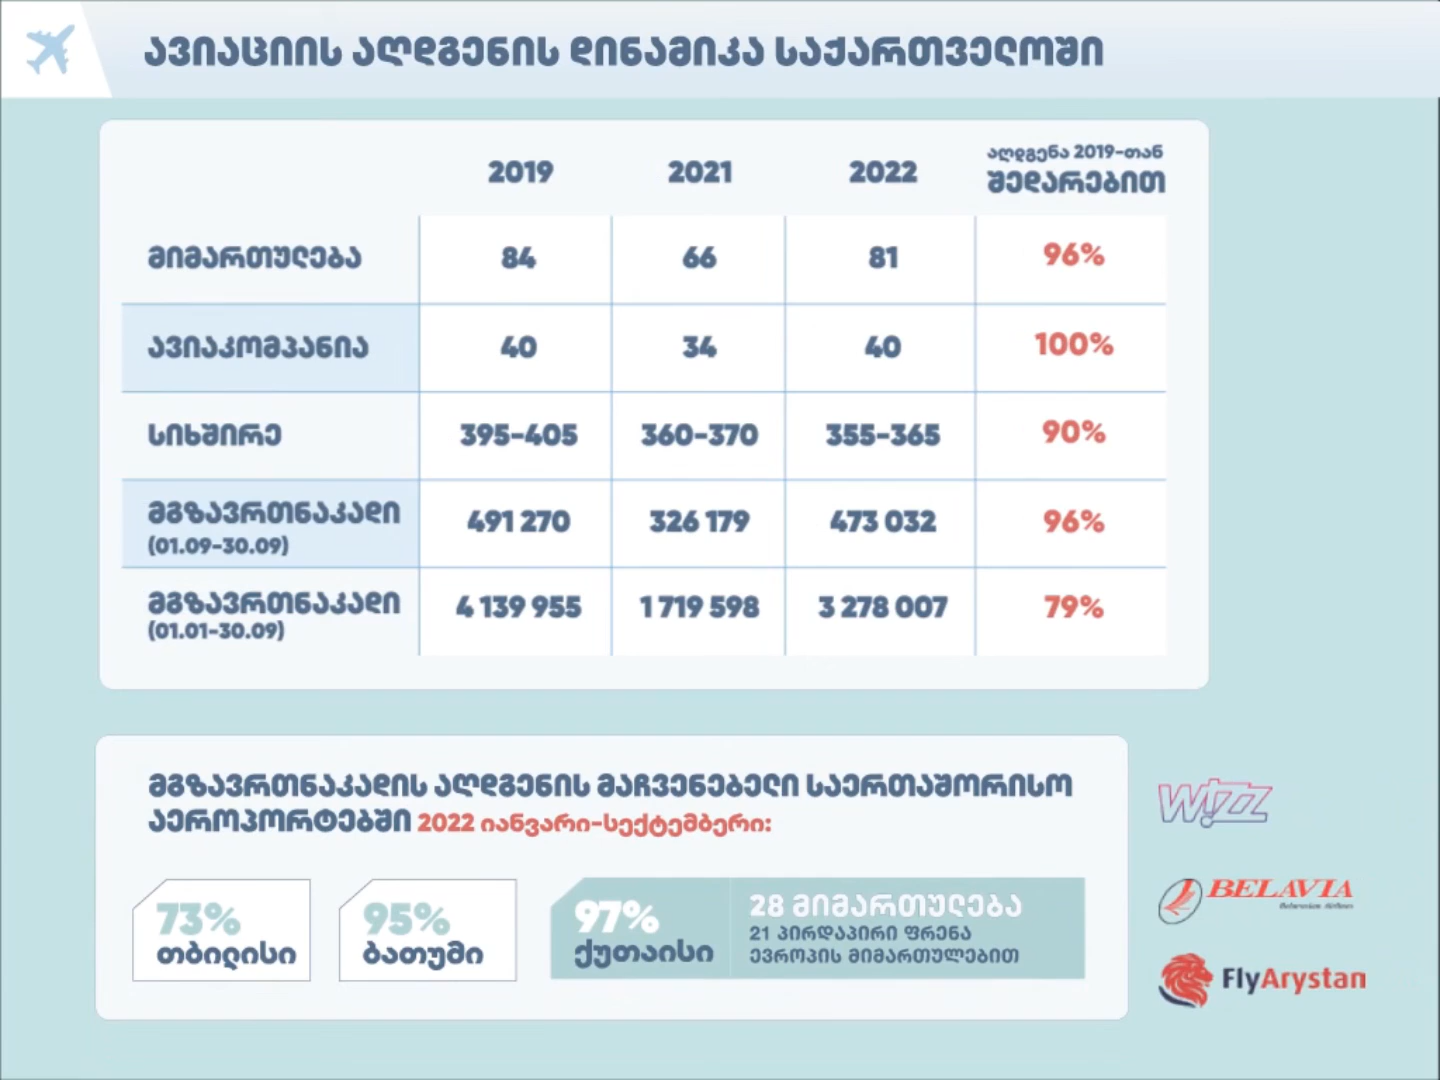 ავიაციის აღდგენის დინამიკა საქართველოში
2019 2021 2022 აღდგენა 2019-თან
შედარებით
მიმართულება 84 66 81 96%
ავიაკომპანია 40 34 40 100%
სიხშირე 395-405 360-370 355-365 90%
მგზავრთნაკადი 491 270 326 179 473 032 96%
(01.09-30.09)
მგზავრთნაკადი 4 139 955 1 719 598 3 278 007 79%
(01.01-30.09)
მგზავრთნაკადის აღდგენის მაჩვენებელი საერთაშორისო
აეროპორტებში 2022 იანვარი-სექტემბერი:
73%
თბილისი
95%
ბათუმი
97%
ქუთაისი
28 მიმართულება
21 პირდაპირი ფრენა
ევროპის მიმართულებით
WIZZ
BELAVIA
FlyArystan